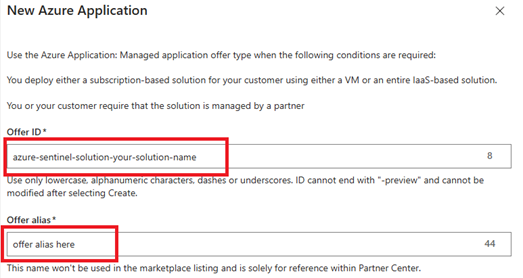 New Azure Application
Use the Azure Application: Managed application offer type when the following conditions are required:
You deploy either a subscription-based solution for your customer using either a VM or an entire IaaS-based solution.
You or your customer require that the solution is managed by a partner
Offer ID*
azure-sentinel-solution-your-solution-name 8
Use only lowercase, alphanumeric characters, dashes or underscores. ID cannot end with "-preview" and cannot be
modified after selecting Create.
Offer alias*
offer alias here 44
This name won't be used in the marketplace listing and is solely for reference within Partner Center.